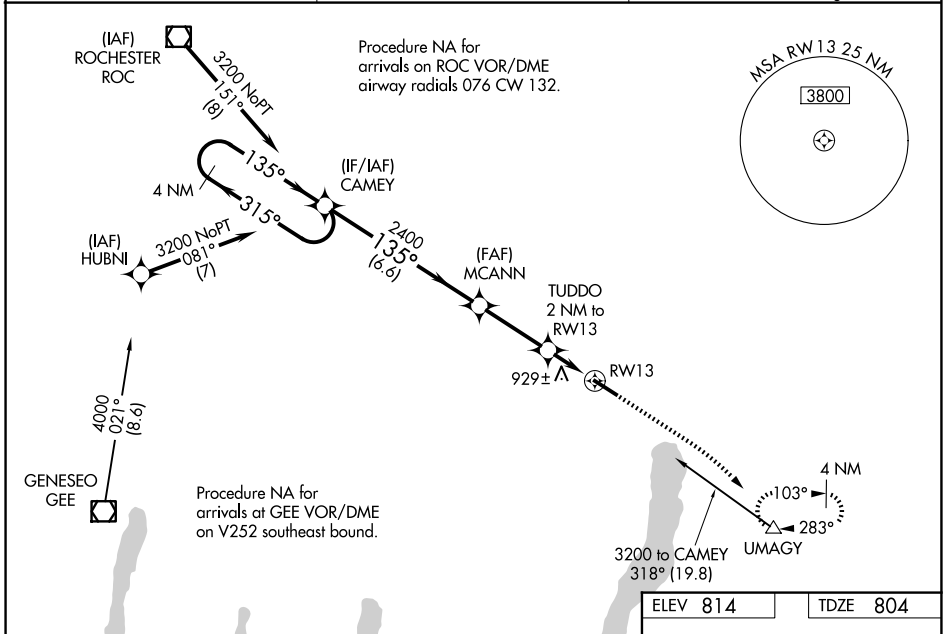 (IAF)
ROCHESTER
ROC
3200 NoPT
151°
(8)
Procedure NA for
arrivals on ROC VOR/DME
airway radials 076 CW 132.
MSA RW13 25 NM
3800
135°
4 NM
315°
(IF/IAF)
CAMEY
(IAF)
HUBNI
3200 NoPT
081°
(7)
2400
135°
(6.6)
(FAF)
MCANN
TUDDO
2 NM to
RW13
929±
RW13
4000
021°
(8.6)
GENESEO
GEE
Procedure NA for
arrivals at GEE VOR/DME
on V252 southeast bound.
4 NM
103°
283°
UMAGY
3200 to CAMEY
318° (19.8)
ELEV 814
TDZE 804